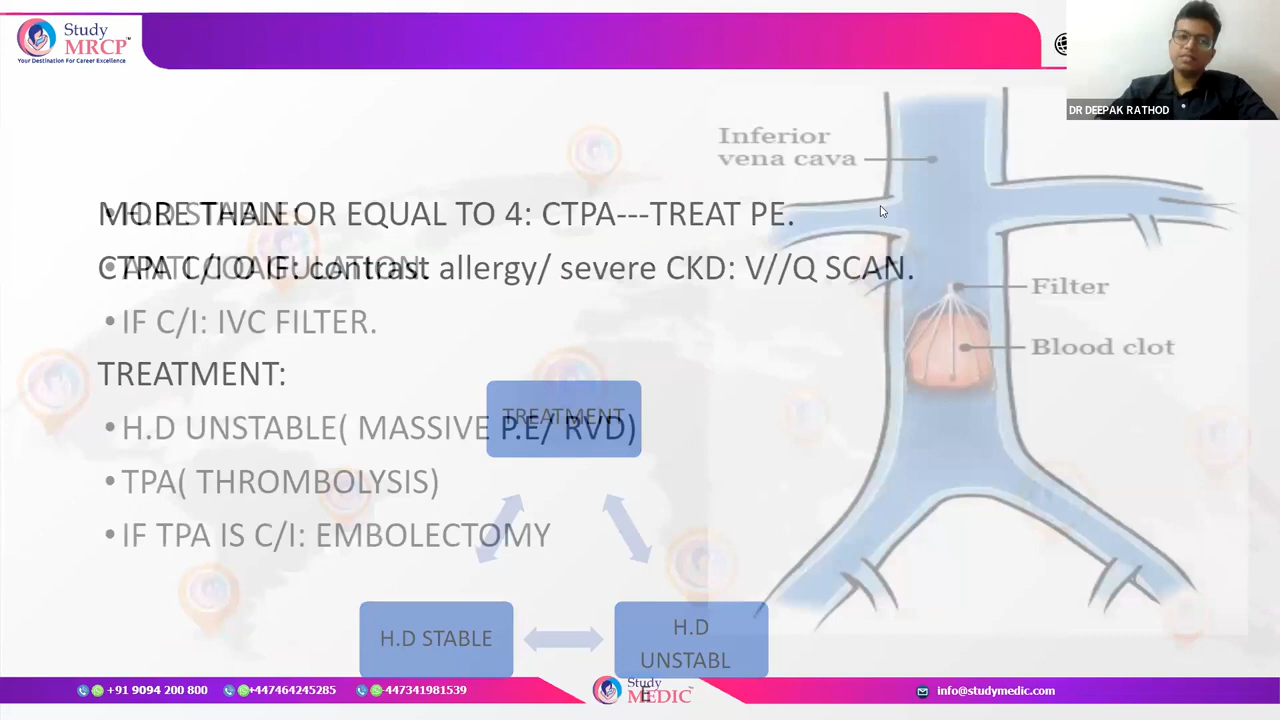 Study
MRCP™
Your Destination For Career Excellence
DR DEEPAK RATHOD
Inferior
vena cava
MORE THAN OR EQUAL TO 4: CTPA---TREAT PE.
CTPA C/I O IF: contrast allergy/ severe CKD: V//Q SCAN.
• IF C/I: IVC FILTER.
Filter
Blood clot
TREATMENT:
TREATMENT
• H.D UNSTABLE( MASSIVE P.E/ RVD)
• TPA( THROMBOLYSIS)
• IF TPA IS C/I: EMBOLECTOMY
H.D STABLE
H.D
UNSTABL
E
+91 9094 200 800
+447464245285
-447341981539
Study
MEDIC™
info@studymedic.com